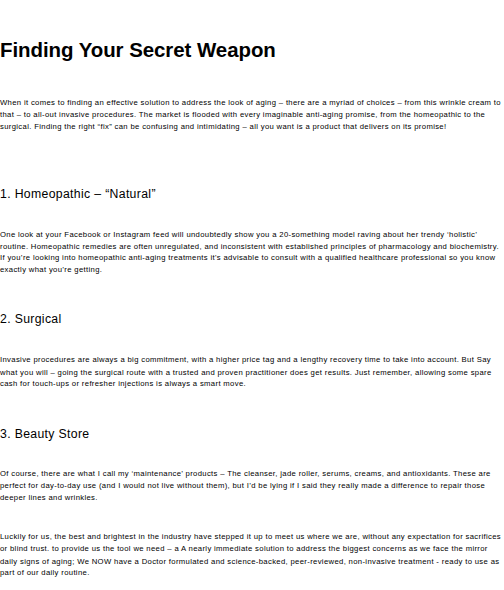 Finding Your Secret Weapon
When it comes to finding an effective solution to address the look of aging – there are a myriad of choices – from this wrinkle cream to
that – to all-out invasive procedures. The market is flooded with every imaginable anti-aging promise, from the homeopathic to the
surgical. Finding the right “fix” can be confusing and intimidating – all you want is a product that delivers on its promise!
1. Homeopathic – “Natural”
One look at your Facebook or Instagram feed will undoubtedly show you a 20-something model raving about her trendy ‘holistic’
routine. Homeopathic remedies are often unregulated, and inconsistent with established principles of pharmacology and biochemistry.
If you’re looking into homeopathic anti-aging treatments it’s advisable to consult with a qualified healthcare professional so you know
exactly what you’re getting.
2. Surgical
Invasive procedures are always a big commitment, with a higher price tag and a lengthy recovery time to take into account. But Say
what you will – going the surgical route with a trusted and proven practitioner does get results. Just remember, allowing some spare
cash for touch-ups or refresher injections is always a smart move.
3. Beauty Store
Of course, there are what I call my ‘maintenance’ products – The cleanser, jade roller, serums, creams, and antioxidants. These are
perfect for day-to-day use (and I would not live without them), but I’d be lying if I said they really made a difference to repair those
deeper lines and wrinkles.
Luckily for us, the best and brightest in the industry have stepped it up to meet us where we are, without any expectation for sacrifices
or blind trust. to provide us the tool we need – a A nearly immediate solution to address the biggest concerns as we face the mirror
daily signs of aging; We NOW have a Doctor formulated and science-backed, peer-reviewed, non-invasive treatment - ready to use as
part of our daily routine.